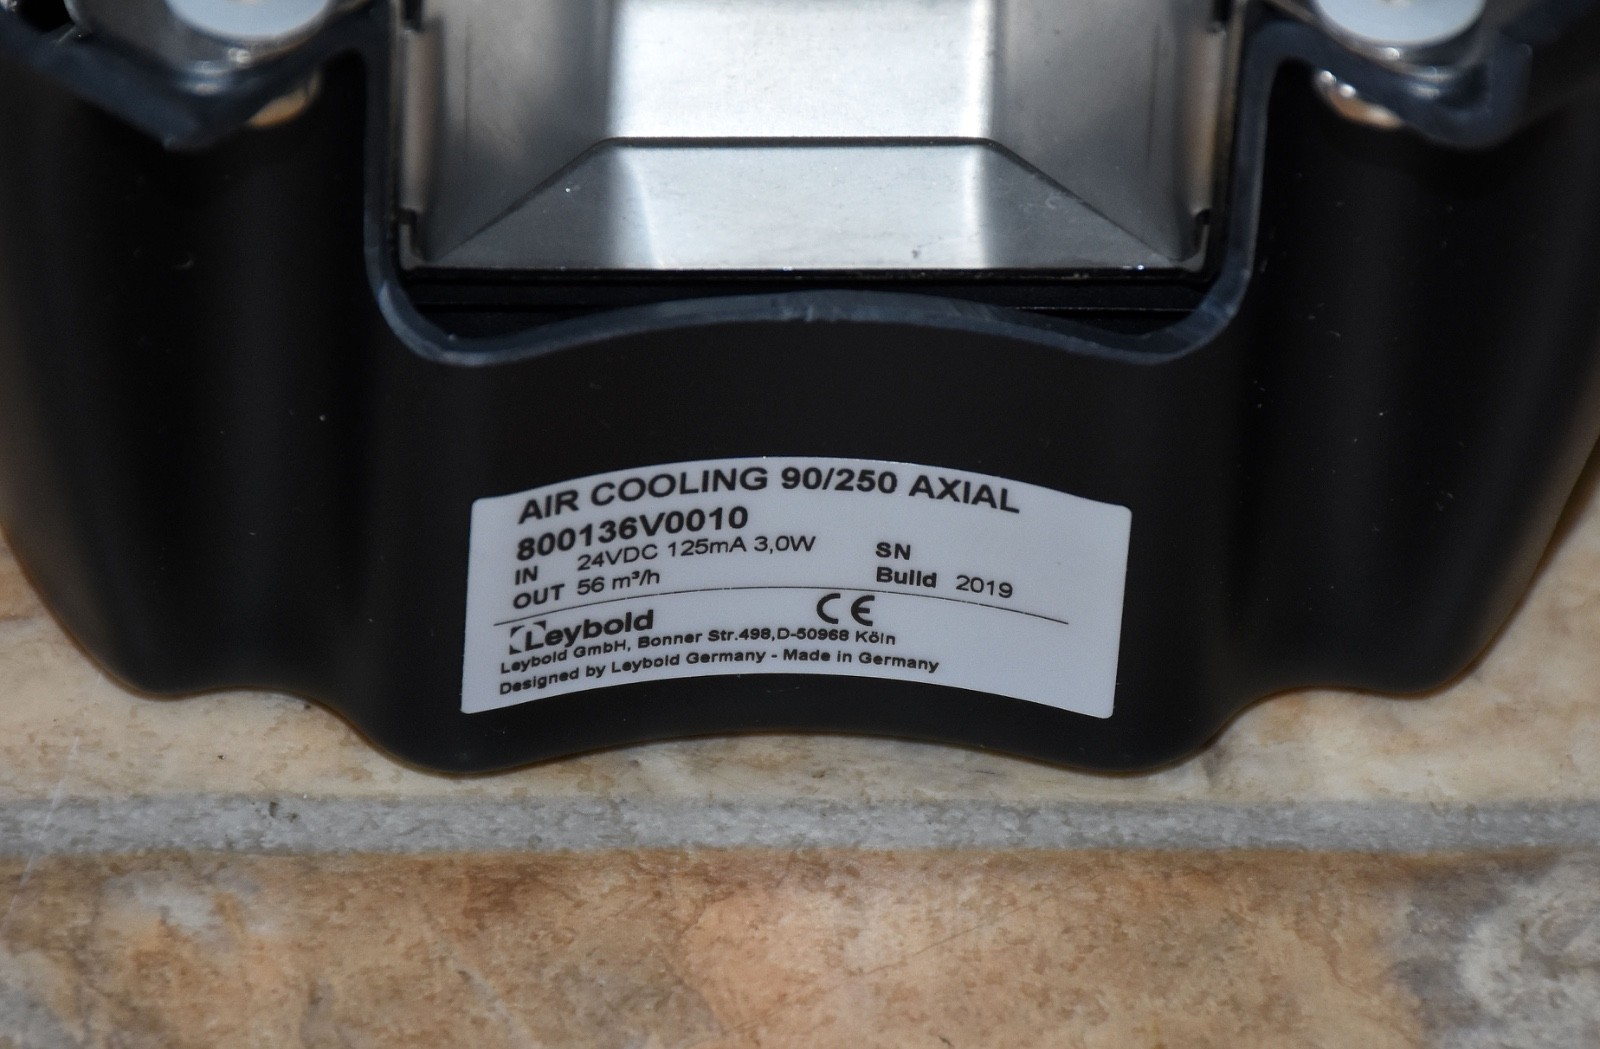 AIR COOLING 90/250 AXIAL
800136V0010
IN 24VDC 125mA 3,0W SN
OUT 56 m³/h Build 2019
Leybold CE
Leybold GmbH, Bonner Str.498,D-50968 Köln
Designed by Leybold Germany - Made in Germany